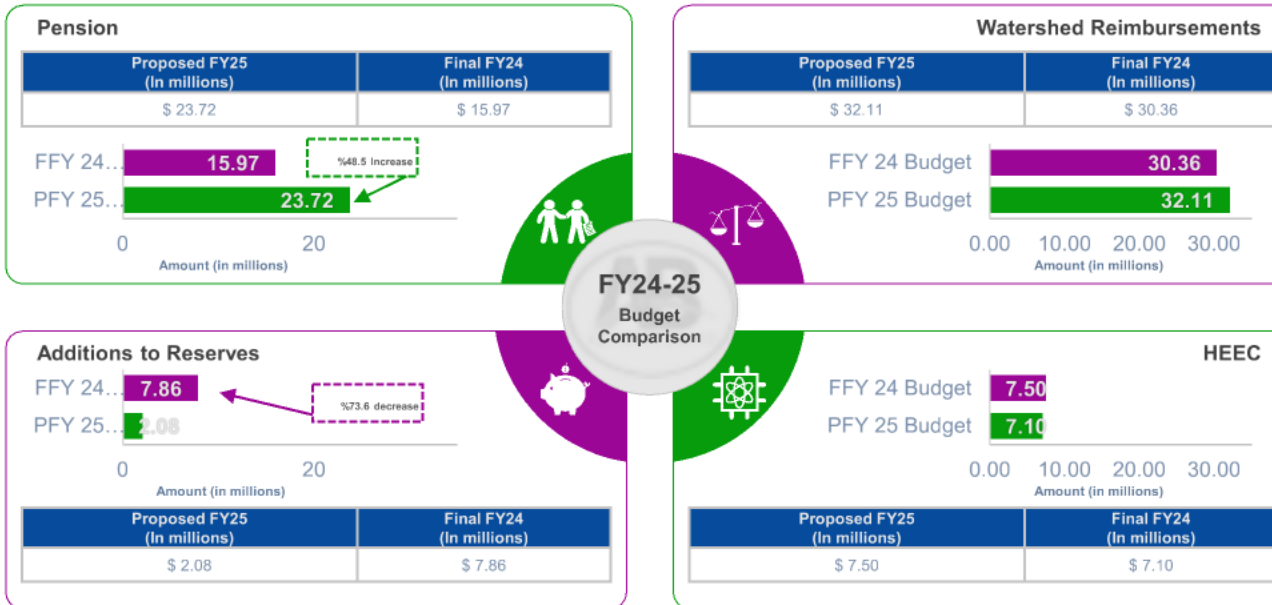 Pension
Proposed FY25 Final FY24
(In millions) (In millions)
$ 23.72 $ 15.97
FFY 24... 15.97
%48.5 Increase
PFY 25... 23.72
0 20
Amount (in millions)
Watershed Reimbursements
Proposed FY25 Final FY24
(In millions) (In millions)
$ 32.11 $ 30.36
FFY 24 Budget 30.36
PFY 25 Budget 32.11
0.00 10.00 20.00 30.00
Amount (in millions)
FY24-25
Budget
Comparison
Additions to Reserves
FFY 24... 7.86
%73.6 decrease
PFY 25... 2.08
0 20
Amount (in millions)
Proposed FY25 Final FY24
(In millions) (In millions)
$ 2.08 $ 7.86
HEEC
FFY 24 Budget 7.50
PFY 25 Budget 7.10
0.00 10.00 20.00 30.00
Amount (in millions)
Proposed FY25 Final FY24
(In millions) (In millions)
$ 7.50 $ 7.10